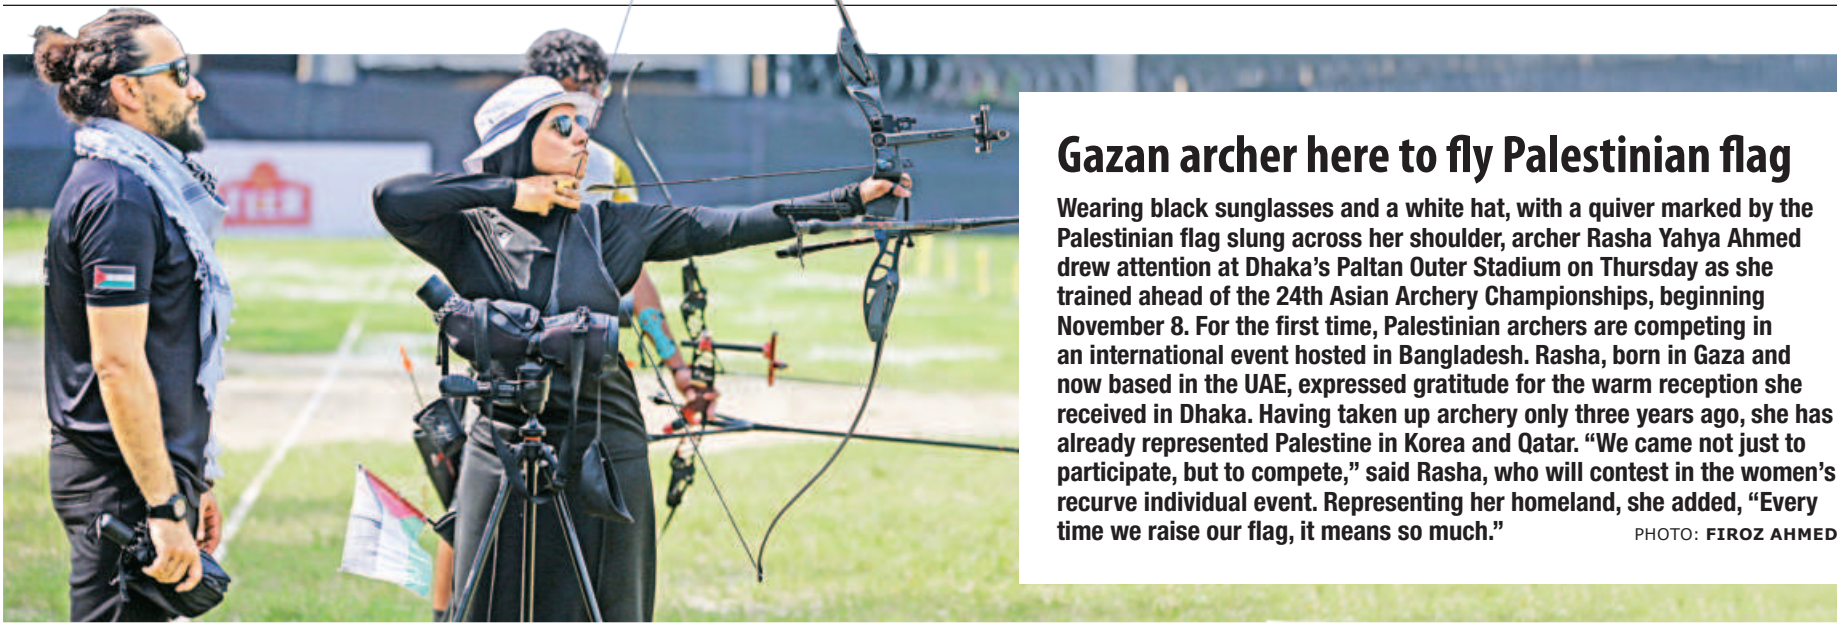 Gazan archer here to fly Palestinian flag
Wearing black sunglasses and a white hat, with a quiver marked by the
Palestinian flag slung across her shoulder, archer Rasha Yahya Ahmed
drew attention at Dhaka’s Paltan Outer Stadium on Thursday as she
trained ahead of the 24th Asian Archery Championships, beginning
November 8. For the first time, Palestinian archers are competing in
an international event hosted in Bangladesh. Rasha, born in Gaza and
now based in the UAE, expressed gratitude for the warm reception she
received in Dhaka. Having taken up archery only three years ago, she has
already represented Palestine in Korea and Qatar. “We came not just to
participate, but to compete,” said Rasha, who will contest in the women’s
recurve individual event. Representing her homeland, she added, “Every
time we raise our flag, it means so much.” PHOTO: FIROZ AHMED